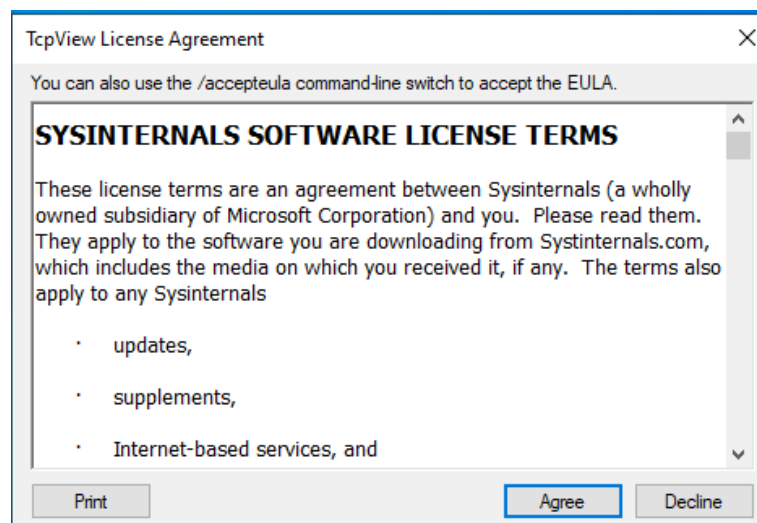 TcpView License Agreement
You can also use the /accepteula command-line switch to accept the EULA.
SYSINTERNALS SOFTWARE LICENSE TERMS
These license terms are an agreement between Sysinternals (a wholly
owned subsidiary of Microsoft Corporation) and you.  Please read them.
They apply to the software you are downloading from Systinternals.com,
which includes the media on which you received it, if any.  The terms also
apply to any Sysinternals
· updates,
· supplements,
· Internet-based services, and
Print Agree Decline